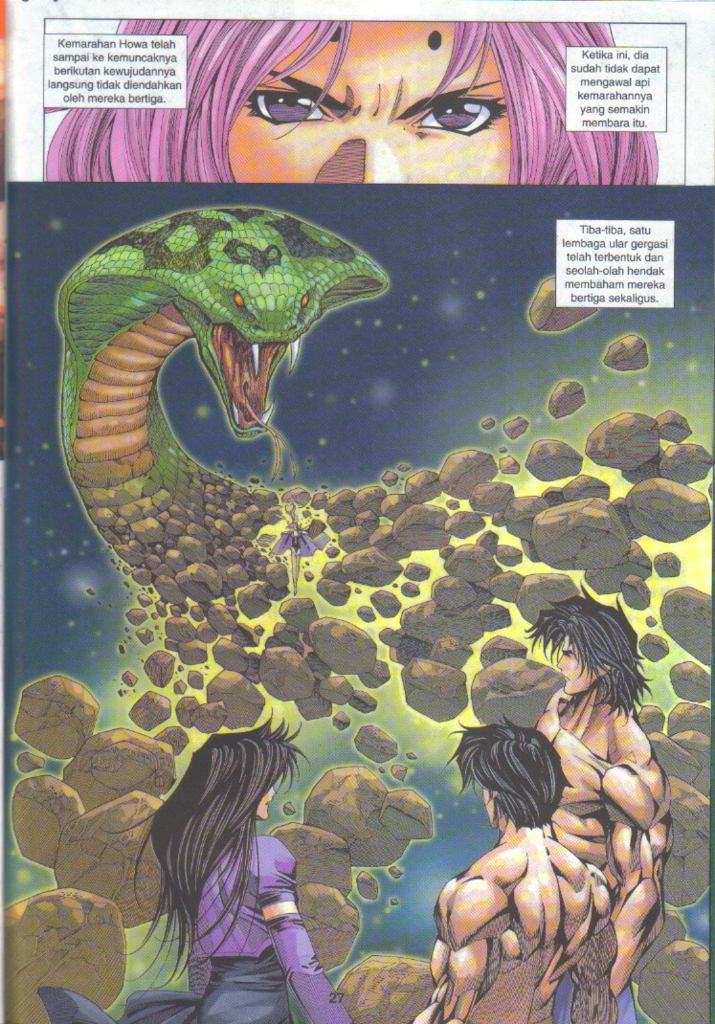 Kemarahan Howa telah
sampai ke kemuncaknya
berikutan kewujudannya
langsung tidak diendahkan
oleh mereka bertiga.
Ketika ini, dia
sudah tidak dapat
mengawal api
kemarahannya
yang semakin
membara itu.
Tiba-tiba, satu
lembaga ular gergasi
telah terbentuk dan
seolah-olah hendak
membaham mereka
bertiga sekaligus.
27